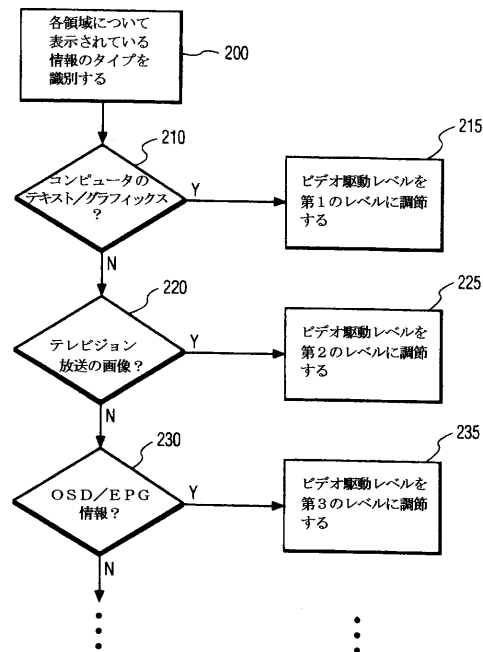 各領域について
表示されている
情報のタイプを
識別する
200
210
コンピュータの
テキスト/グラフィックス
?
Y
215
ビデオ駆動レベルを
第1のレベルに調節
する
N
220
テレビジョン
放送の画像?
Y
225
ビデオ駆動レベルを
第2のレベルに調節
する
N
230
OSD/EPG
情報?
Y
235
ビデオ駆動レベルを
第3のレベルに調節
する
N